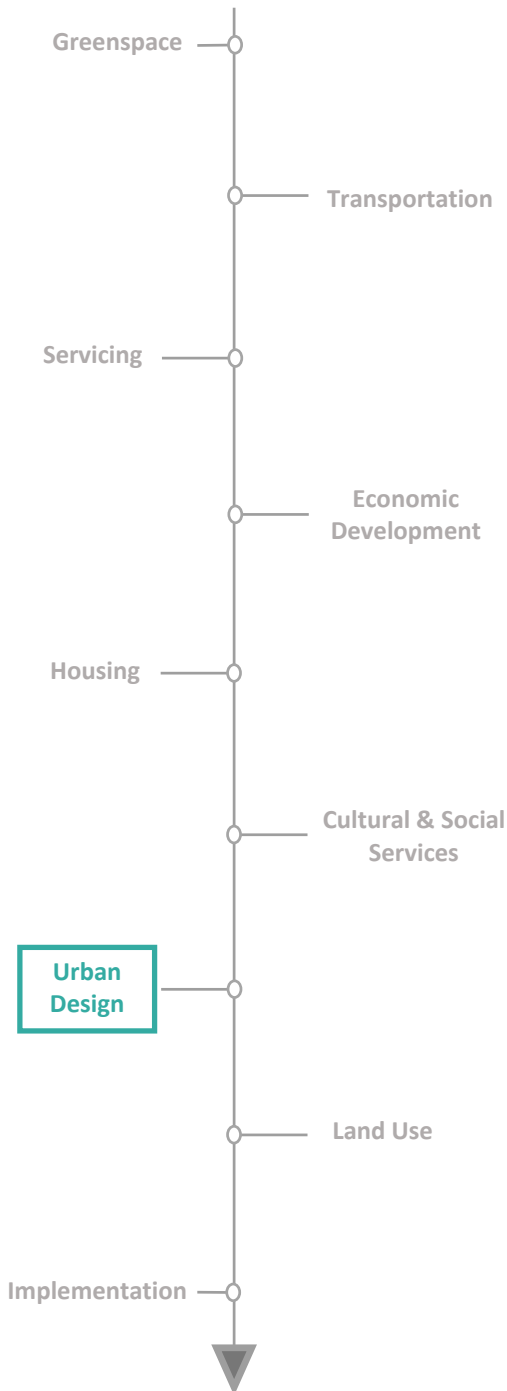 Greenspace
Transportation
Servicing
Economic
Development
Housing
Cultural & Social
Services
Urban
Design
Land Use
Implementation